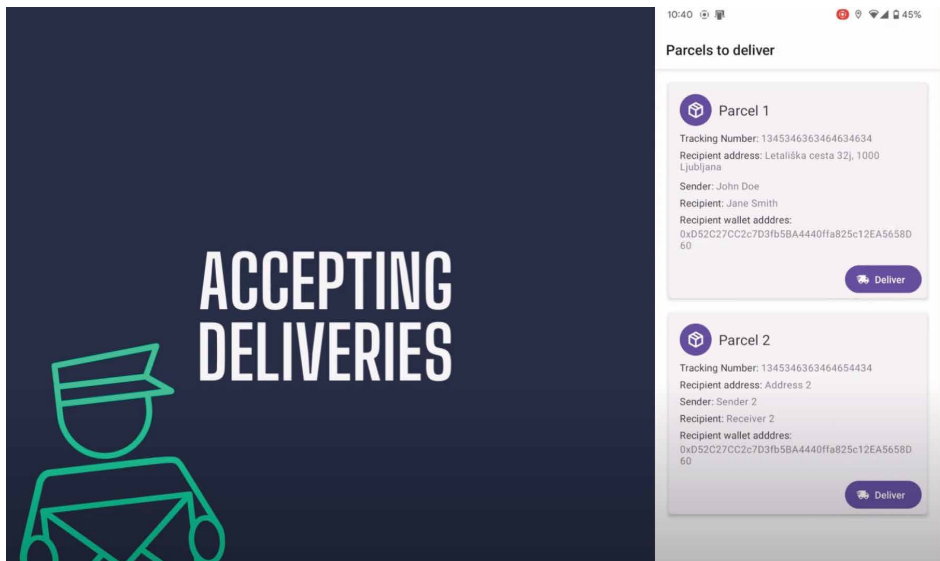 ACCEPTING
DELIVERIES
10:40
45%
Parcels to deliver
Parcel 1
Tracking Number: 1345346363464634634
Recipient address: Letališka cesta 32j, 1000
Ljubljana
Sender: John Doe
Recipient: Jane Smith
Recipient wallet adddres:
0xD52C27CC2c7D3fb5BA4440ffa825c12EA5658D
60
Deliver
Parcel 2
Tracking Number: 1345346363464654434
Recipient address: Address 2
Sender: Sender 2
Recipient: Receiver 2
Recipient wallet adddres:
0xD52C27CC2c7D3fb5BA4440ffa825c12EA5658D
60
Deliver